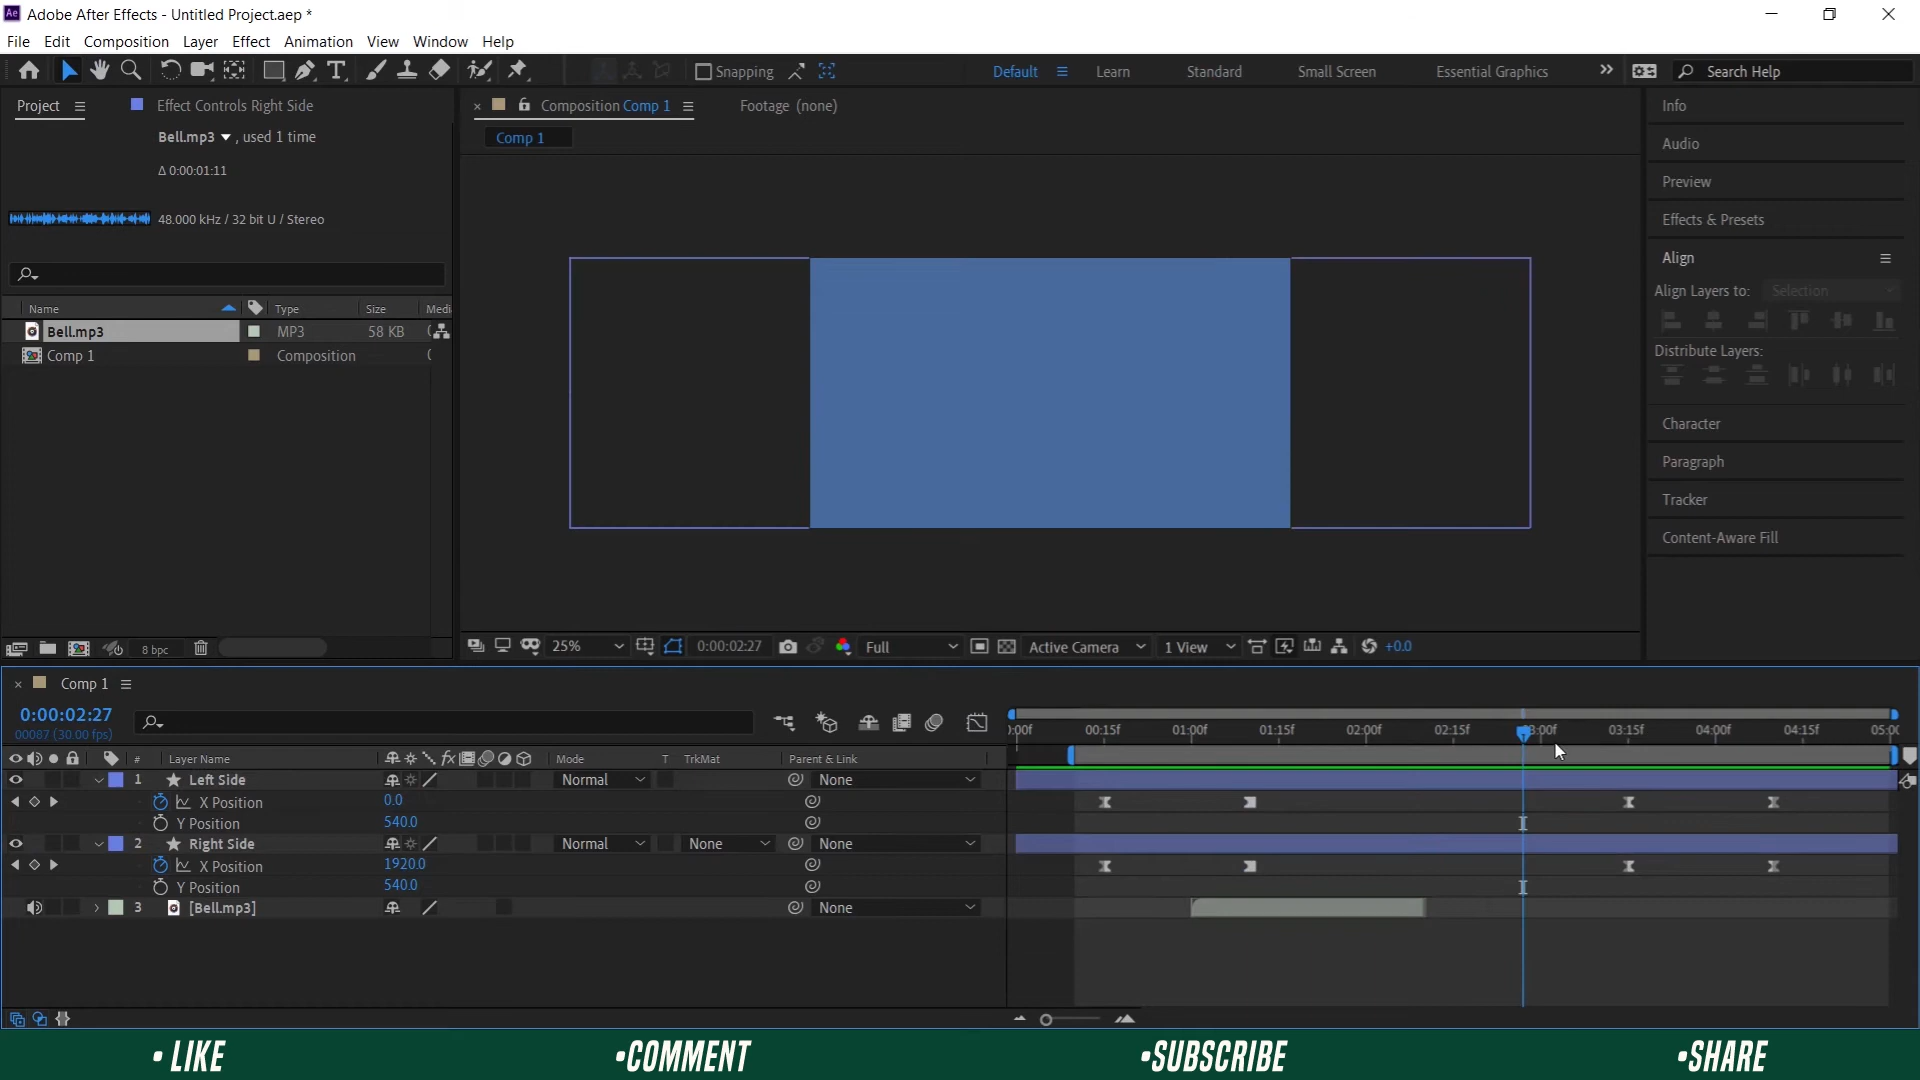 Ae Adobe After Effects - Untitled Project.aep *
File Edit Composition Layer Effect Animation View Window Help
Snapping Default Learn Standard Small Screen Essential Graphics Search Help
Project Effect Controls Right Side Composition Comp 1 Footage (none) Info
Bell.mp3 , used 1 time Comp 1
Audio
Δ 0:00:01:11
Preview
48.000 kHz / 32 bit U / Stereo Effects & Presets
Align
Align Layers to: Selection
Name Type Size Medi
Bell.mp3 MP3 58 KB
Distribute Layers:
Comp 1 Composition
Character
Paragraph
Tracker
Content-Aware Fill
8 bpc 25% 0:00:02:27 Full Active Camera 1 View +0.0
Comp 1
0:00:02:27
00087 (30.00 fps) :00f 00:15f 01:00f 01:15f 02:00f 02:15f 3:00f 03:15f 04:00f 04:15f 05:00
# Layer Name fx Mode T TrkMat Parent & Link
1 Left Side Normal None
X Position 0.0
Y Position 540.0
2 Right Side Normal None None
X Position 1920.0
Y Position 540.0
3 [Bell.mp3] None
• LIKE •COMMENT •SUBSCRIBE •SHARE